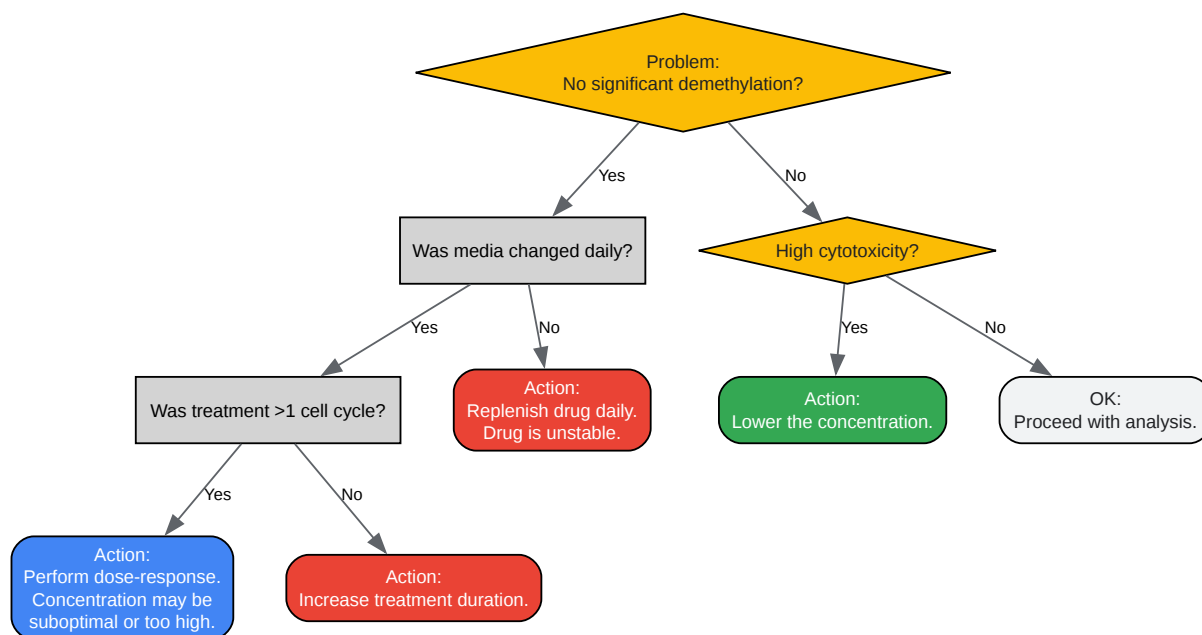 Problem:
No significant demethylation?
Yes
No
Was media changed daily?
High cytotoxicity?
Yes
No
Yes
No
Was treatment >1 cell cycle?
Action:
Replenish drug daily.
Drug is unstable.
Action:
Lower the concentration.
OK:
Proceed with analysis.
Yes
No
Action:
Perform dose-response.
Concentration may be
suboptimal or too high.
Action:
Increase treatment duration.